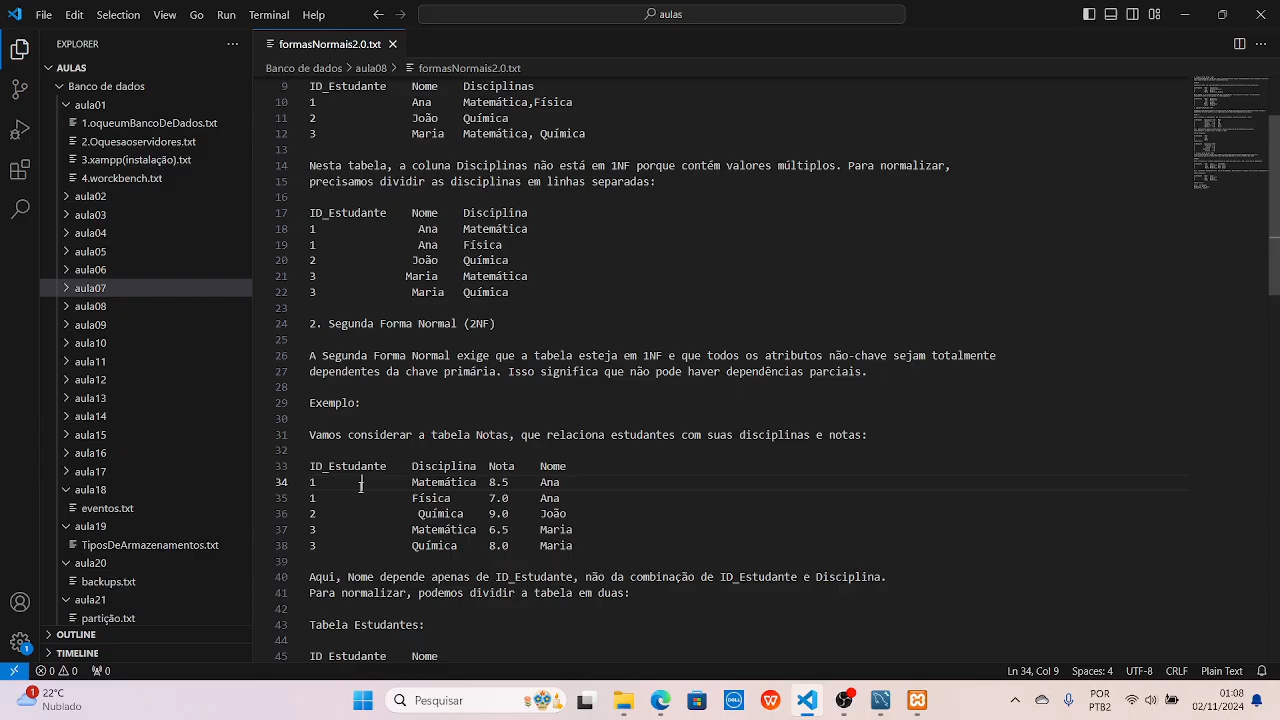 File Edit Selection View Go Run Terminal Help
aulas
EXPLORER
AULAS
Banco de dados
aula01
1.oqueumBancoDeDados.txt
2.Oquesaoservidores.txt
3.xampp(instalação).txt
4.worckbench.txt
aula02
aula03
aula04
aula05
aula06
aula07
aula08
aula09
aula10
aula11
aula12
aula13
aula14
aula15
aula16
aula17
aula18
eventos.txt
aula19
TiposDeArmazenamentos.txt
aula20
backups.txt
aula21
partição.txt
OUTLINE
TIMELINE
formasNormais2.0.txt
Banco de dados > aula08 > formasNormais2.0.txt
9 ID_Estudante Nome Disciplinas
10 1 Ana Matemática,Física
11 2 João Química
12 3 Maria Matemática, Química
13
14 Nesta tabela, a coluna Disciplinas não está em 1NF porque contém valores múltiplos. Para normalizar,
15 precisamos dividir as disciplinas em linhas separadas:
16
17 ID_Estudante Nome Disciplina
18 1 Ana Matemática
19 1 Ana Física
20 2 João Química
21 3 Maria Matemática
22 3 Maria Química
23
24 2. Segunda Forma Normal (2NF)
25
26 A Segunda Forma Normal exige que a tabela esteja em 1NF e que todos os atributos não-chave sejam totalmente
27 dependentes da chave primária. Isso significa que não pode haver dependências parciais.
28
29 Exemplo:
30
31 Vamos considerar a tabela Notas, que relaciona estudantes com suas disciplinas e notas:
32
33 ID_Estudante Disciplina Nota Nome
34 1 Matemática 8.5 Ana
35 1 Física 7.0 Ana
36 2 Química 9.0 João
37 3 Matemática 6.5 Maria
38 3 Química 8.0 Maria
39
40 Aqui, Nome depende apenas de ID_Estudante, não da combinação de ID_Estudante e Disciplina.
41 Para normalizar, podemos dividir a tabela em duas:
42
43 Tabela Estudantes:
44
45 ID_Estudante Nome
0 0 0 Ln 34, Col 9 Spaces: 4 UTF-8 CRLF Plain Text
1
1
22°C
Nublado
Pesquisar
DELL
POR
PTB2
01:08
02/11/2024